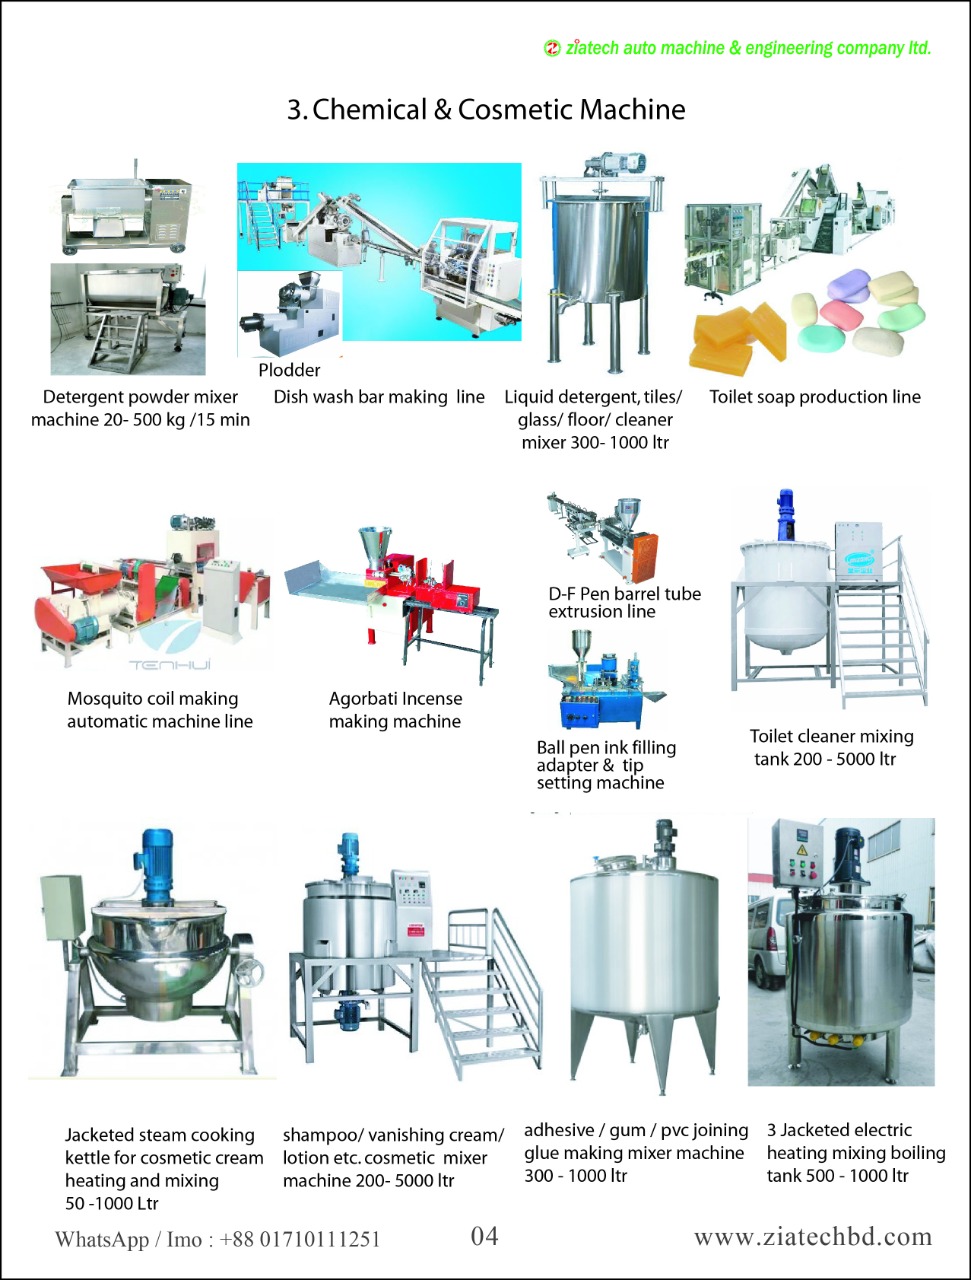 ziatech auto machine & engineering company ltd.
3. Chemical & Cosmetic Machine
Plodder
Detergent powder mixer
machine 20- 500 kg /15 min
Dish wash bar making line
Liquid detergent, tiles/
glass/ floor/ cleaner
mixer 300- 1000 ltr
Toilet soap production line
TENHUI
Mosquito coil making
automatic machine line
Agorbati Incense
making machine
D-F Pen barrel tube
extrusion line
Ball pen ink filling
adapter & tip
setting machine
Toilet cleaner mixing
tank 200 - 5000 ltr
Jacketed steam cooking
kettle for cosmetic cream
heating and mixing
50 -1000 Ltr
shampoo/ vanishing cream/
lotion etc. cosmetic mixer
machine 200- 5000 ltr
adhesive / gum / pvc joining
glue making mixer machine
300 - 1000 ltr
3 Jacketed electric
heating mixing boiling
tank 500 - 1000 ltr
WhatsApp / Imo : +88 01710111251
04
www.ziatechbd.com